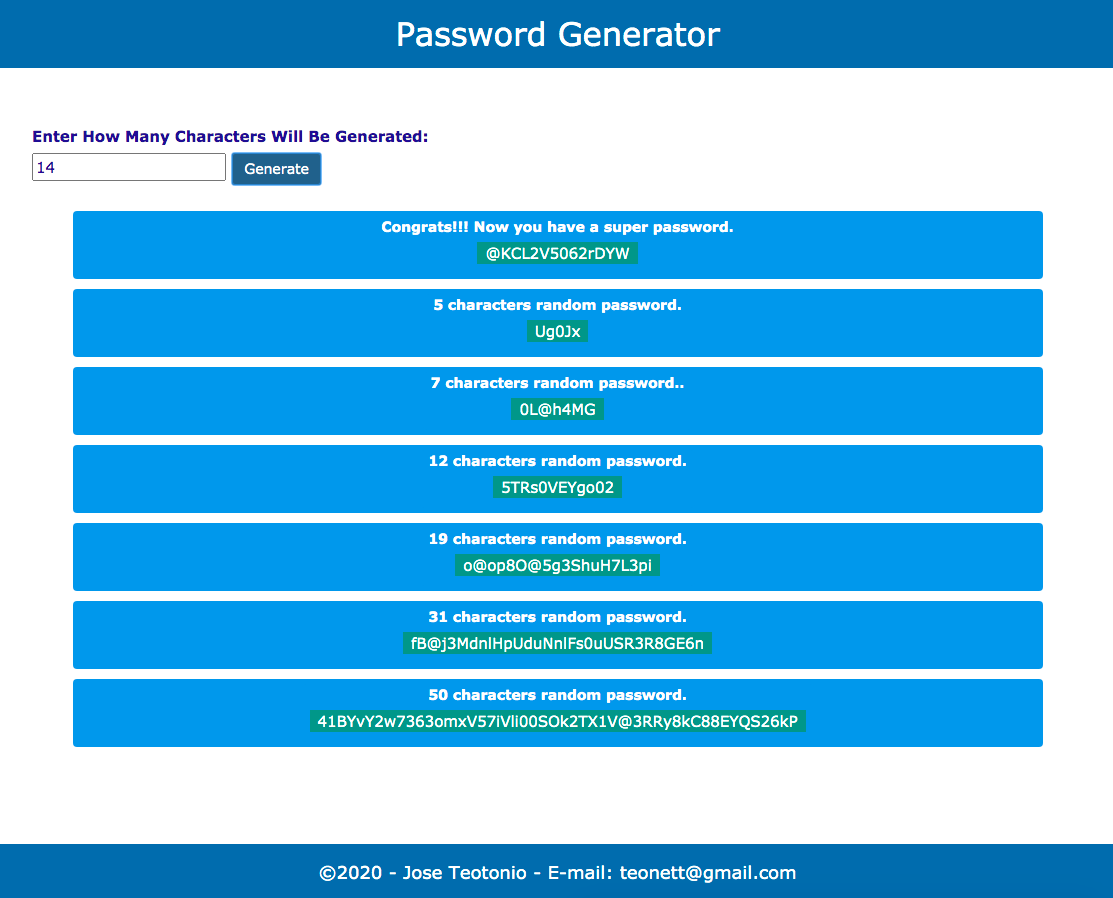 Password Generator
Enter How Many Characters Will Be Generated:
14
Generate
Congrats!!! Now you have a super password.
@KCL2V5062rDYW
5 characters random password.
Ug0Jx
7 characters random password..
0L@h4MG
12 characters random password.
5TRs0VEYgo02
19 characters random password.
o@op8O@5g3ShuH7L3pi
31 characters random password.
fB@j3MdnlHpUduNnlFs0uUSR3R8GE6n
50 characters random password.
41BYvY2w7363omxV57iVli00SOk2TX1V@3RRy8kC88EYQS26kP
©2020 - Jose Teotonio - E-mail: teonett@gmail.com